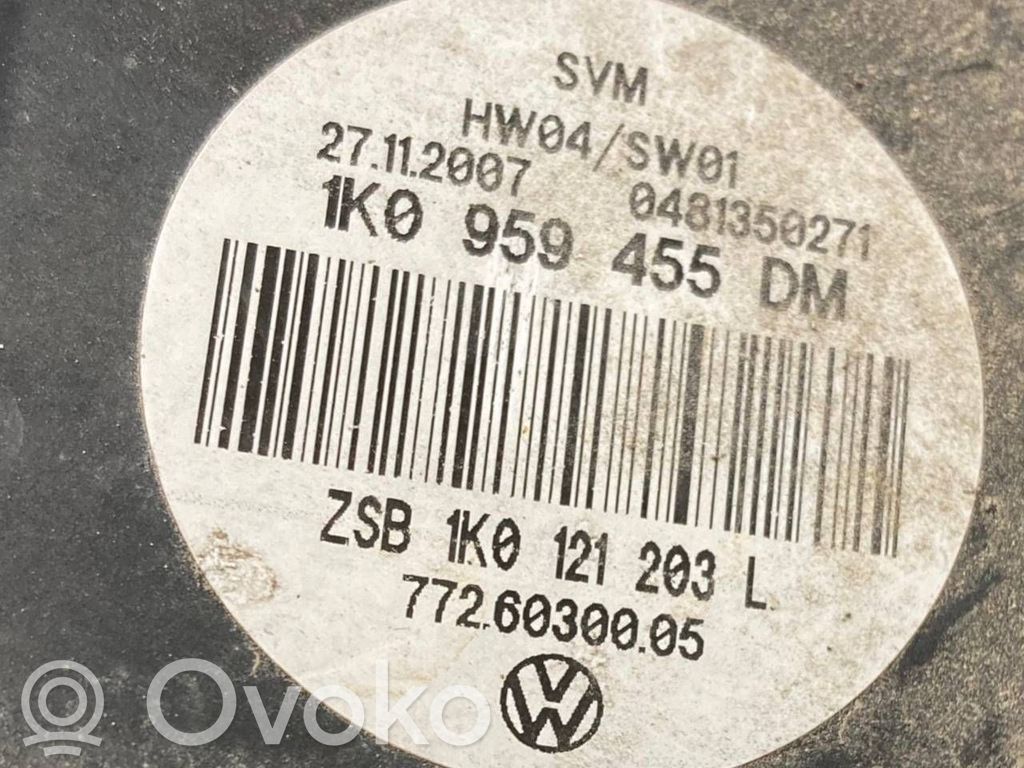 SVM
HW04/SW01
27.11.2007 0481350271
1K0 959 455 DM
ZSB 1K0 121 203 L
772.60300.05
VW
Ovoko